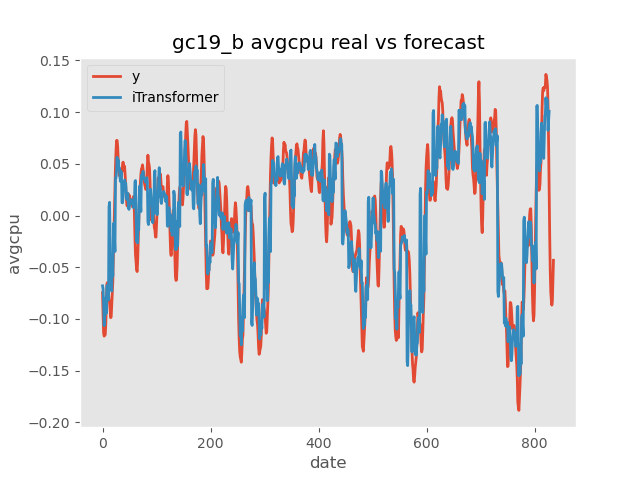 gc19_b avgcpu real vs forecast
y
iTransformer
avgcpu
0.15
0.10
0.05
0.00
−0.05
−0.10
−0.15
−0.20
0 200 400 600 800
date